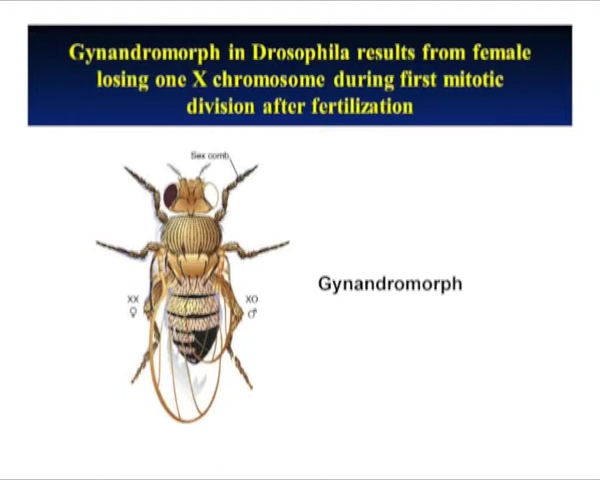 Gynandromorph in Drosophila results from female
losing one X chromosome during first mitotic
division after fertilization
Sex comb
Gynandromorph
XX
♀
XO
♂